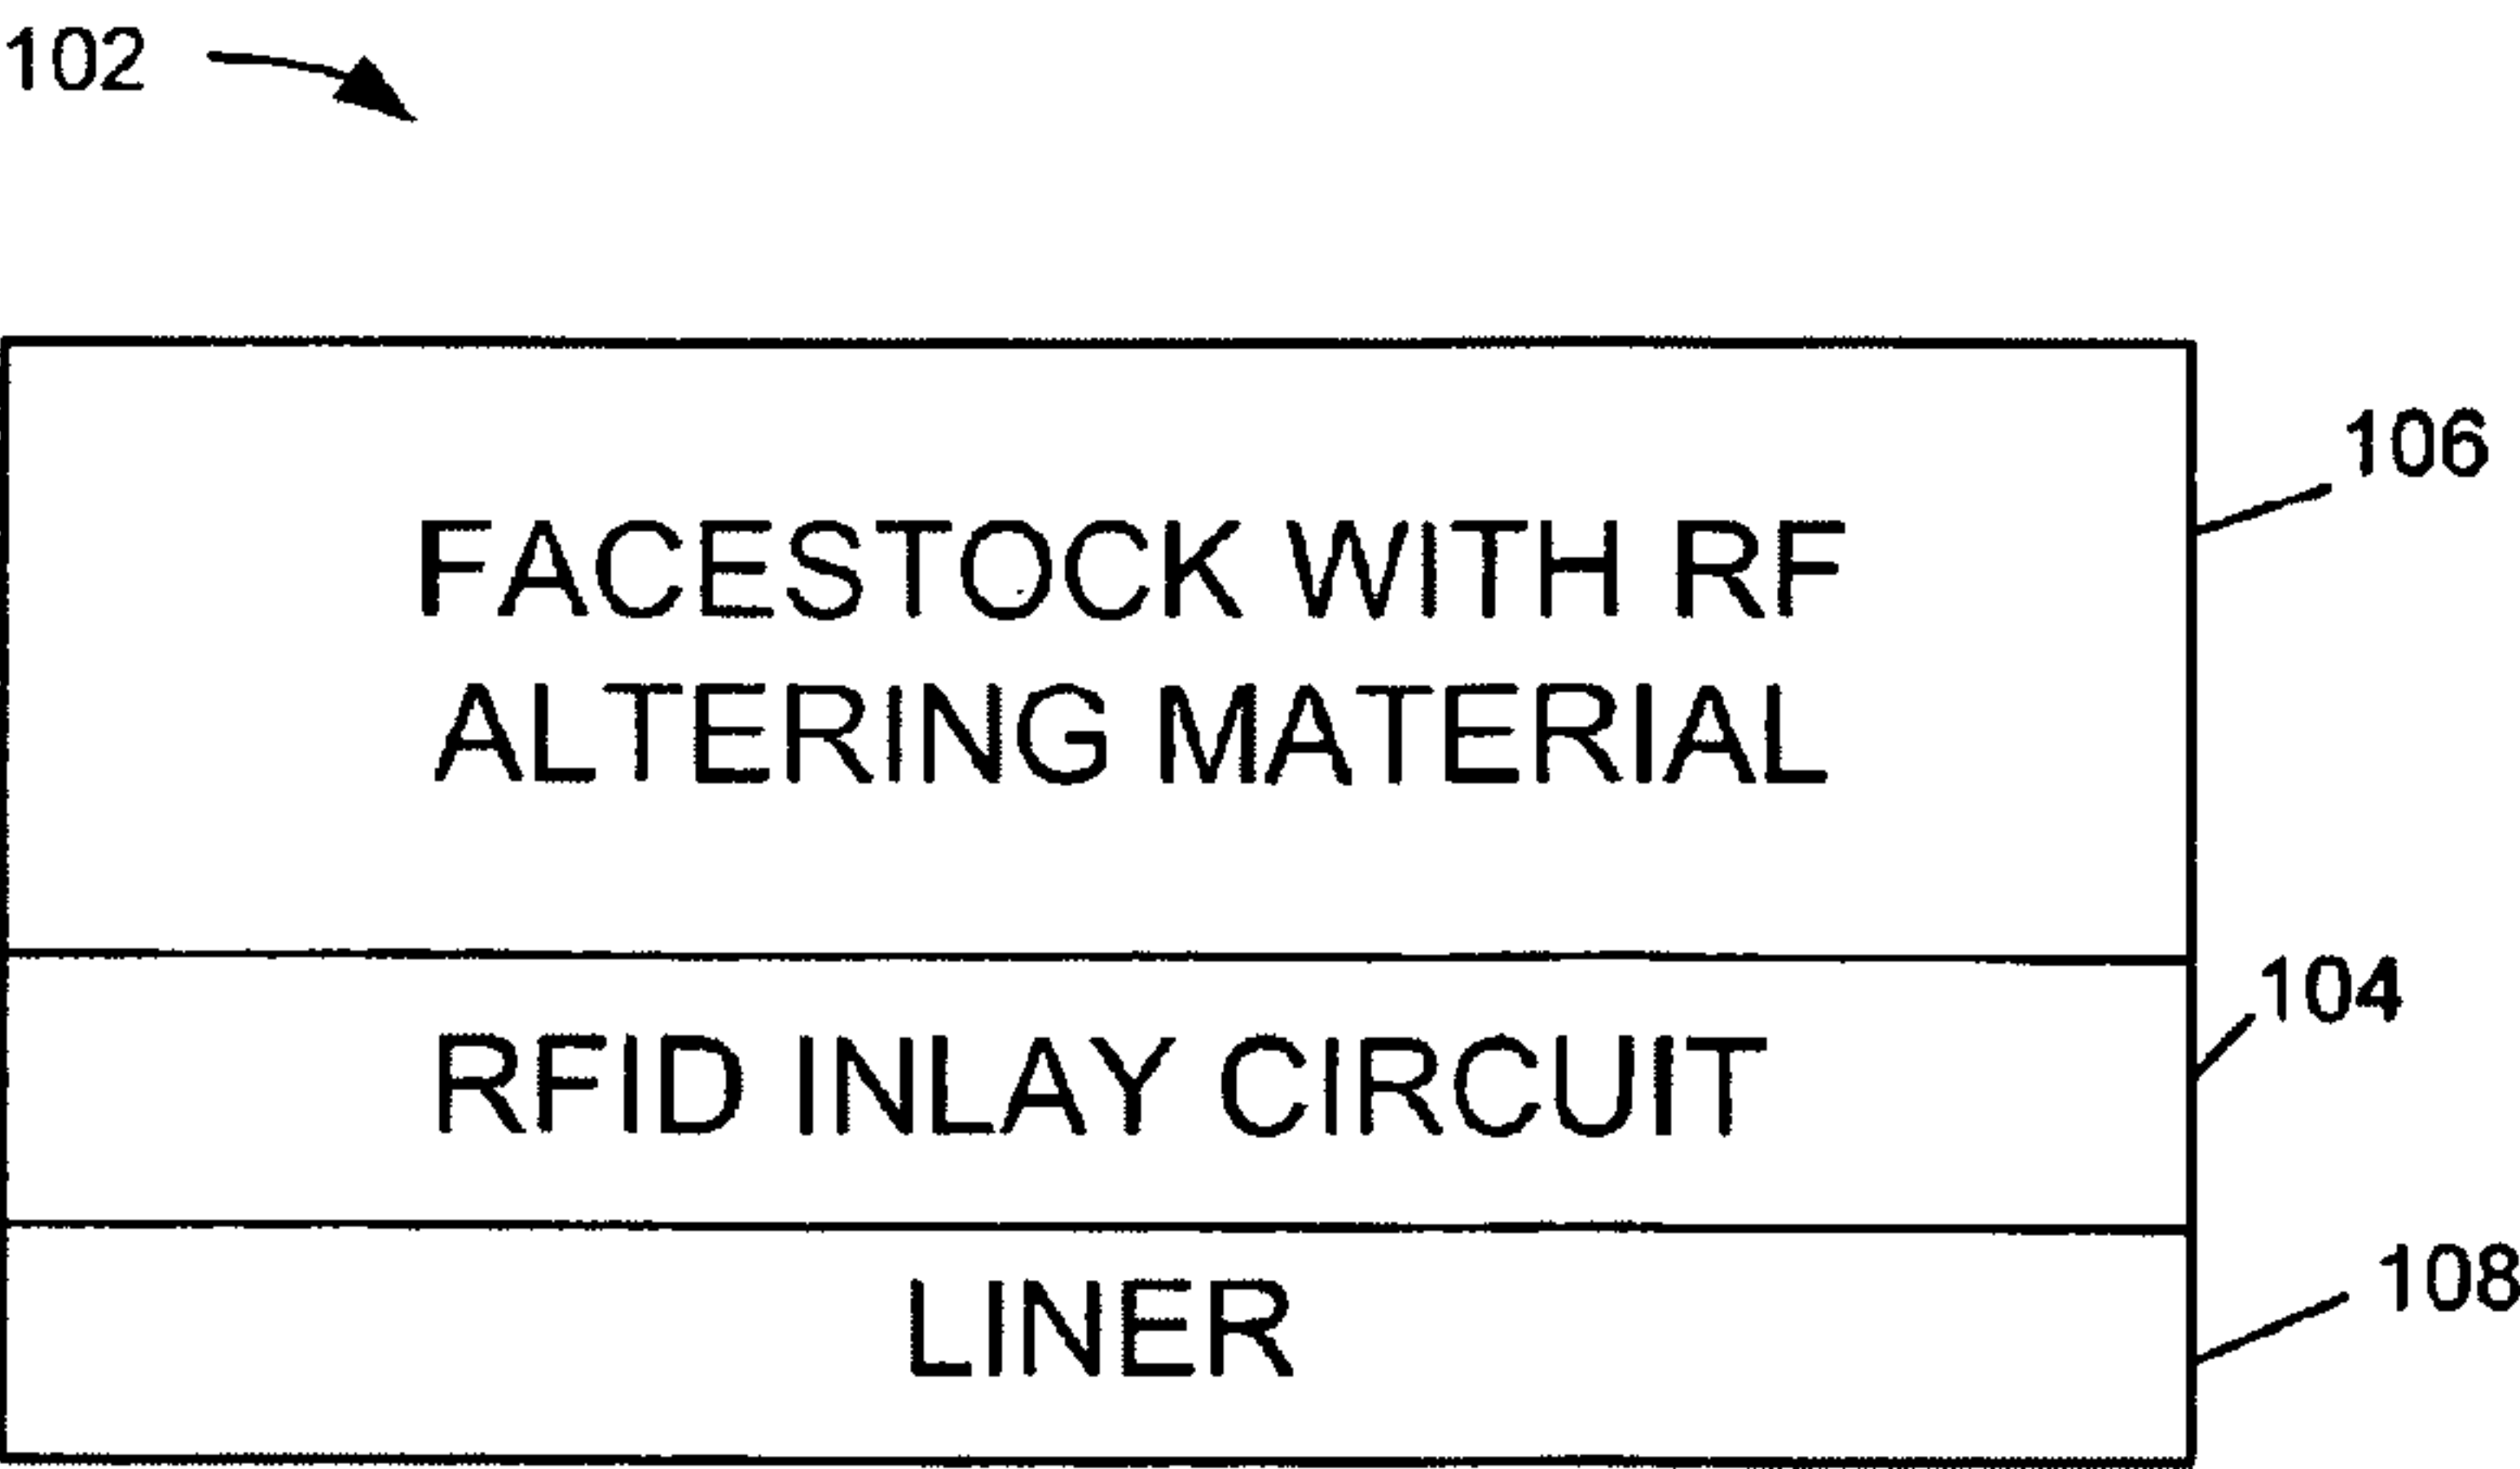 102
106
FACESTOCK WITH RF
ALTERING MATERIAL
104
RFID INLAY CIRCUIT
108
LINER